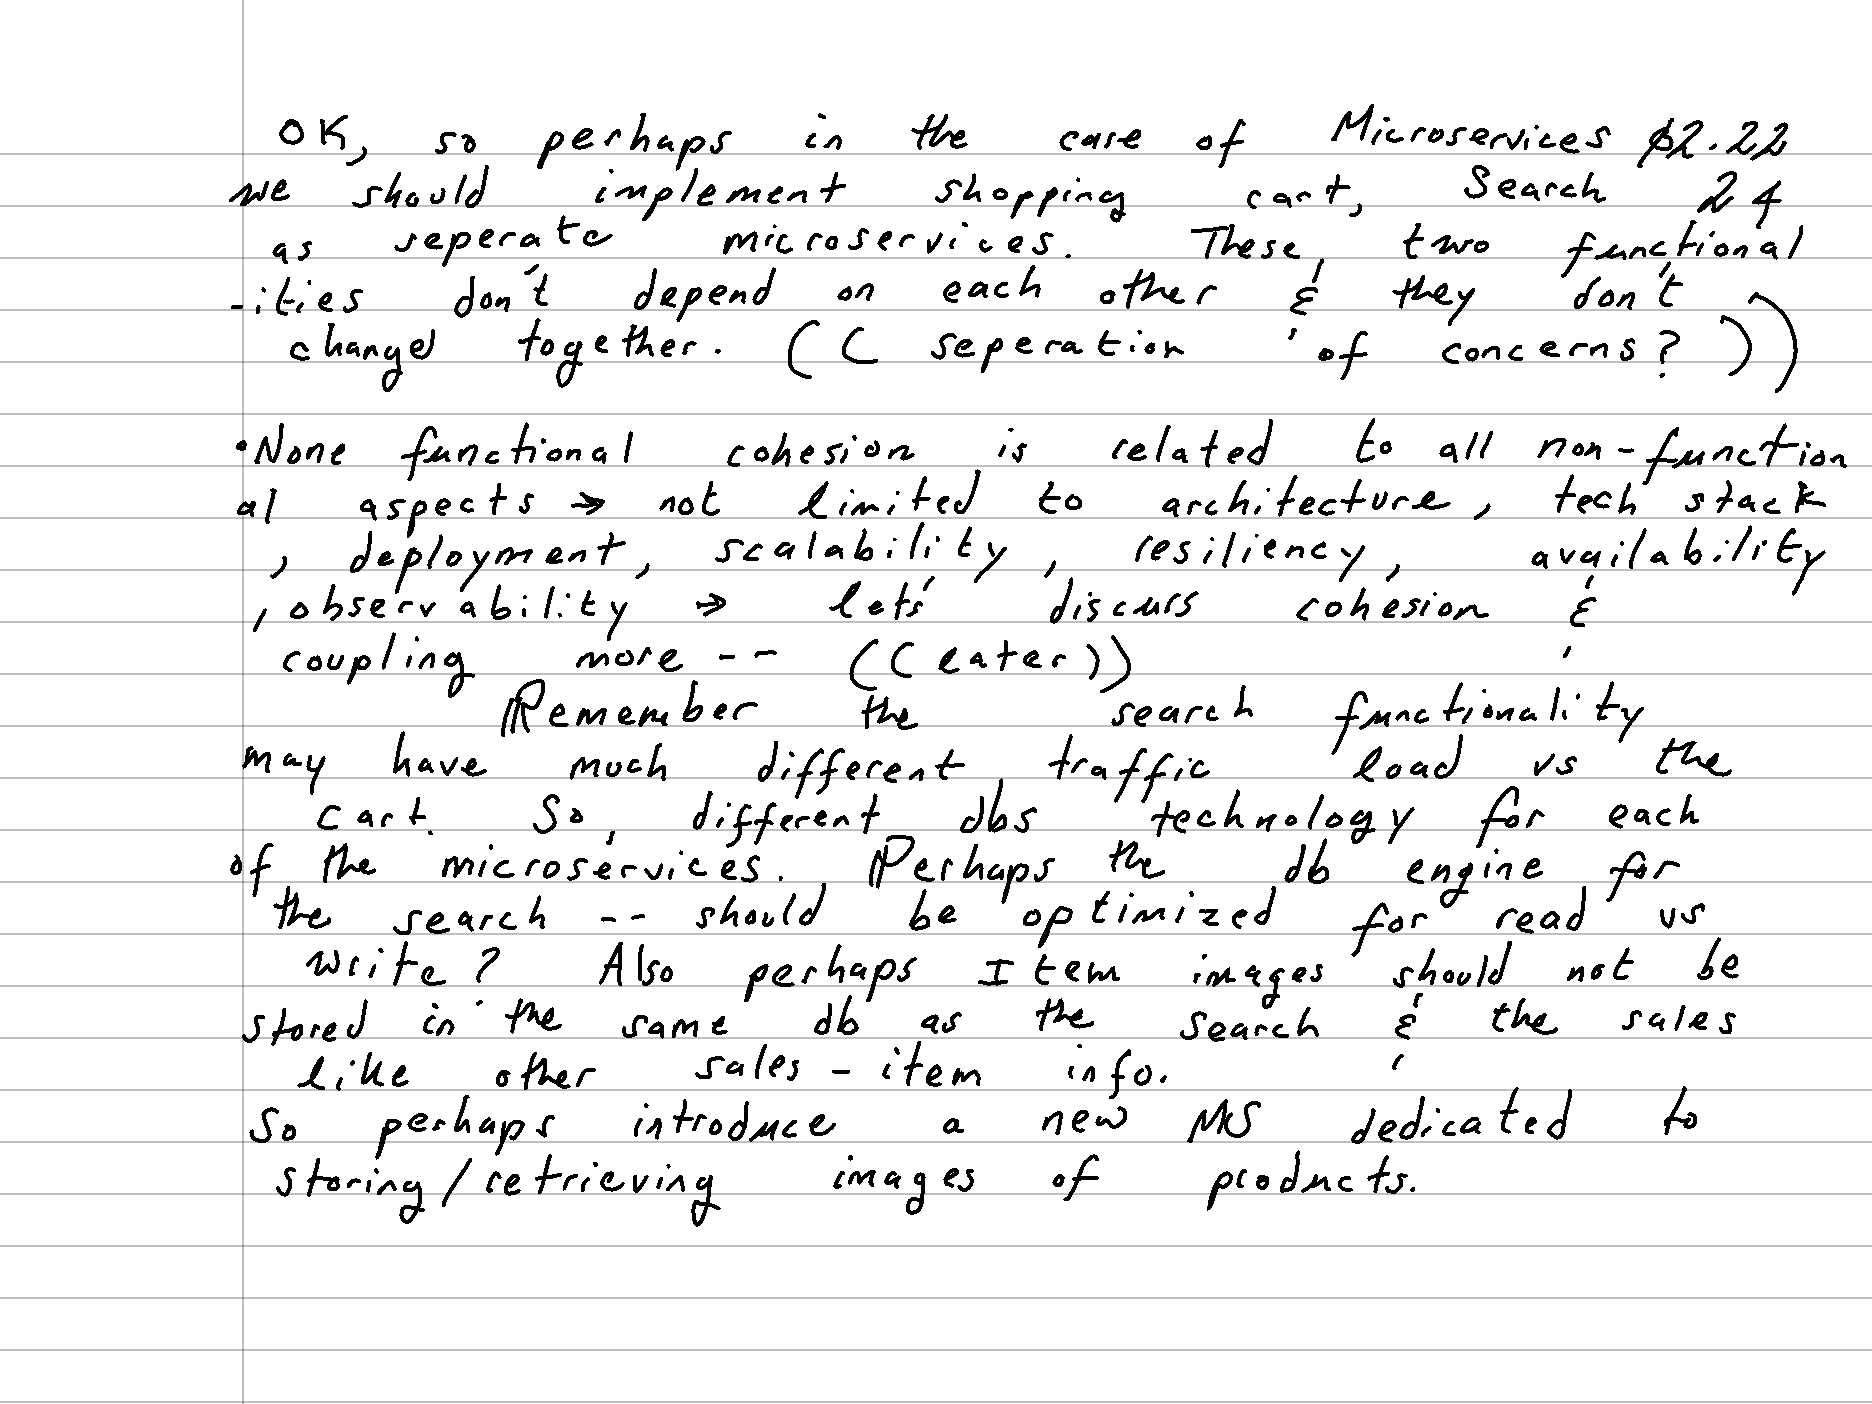 OK, so perhaps in the case of Microservices $2.22
we should implement shopping cart, Search 24
as seperate microservices. These two functional
-ities don't depend on each other & they don't
change together. (( seperation of concerns? ))
•None functional cohesion is related to all non-function
al aspects → not limited to architecture, tech stack
, deployment, scalability, resiliency, availability
, observability → lets' discuss cohesion &
coupling more -- ((later))
Remember the search functionality
may have much different traffic load vs the
cart. So, different dbs technology for each
of the microservices. Perhaps the db engine for
the search -- should be optimized for read vs
write? Also perhaps Item images should not be
stored in the same db as the search & the sales
like other sales-item info.
So perhaps introduce a new MS dedicated to
storing/retrieving images of products.